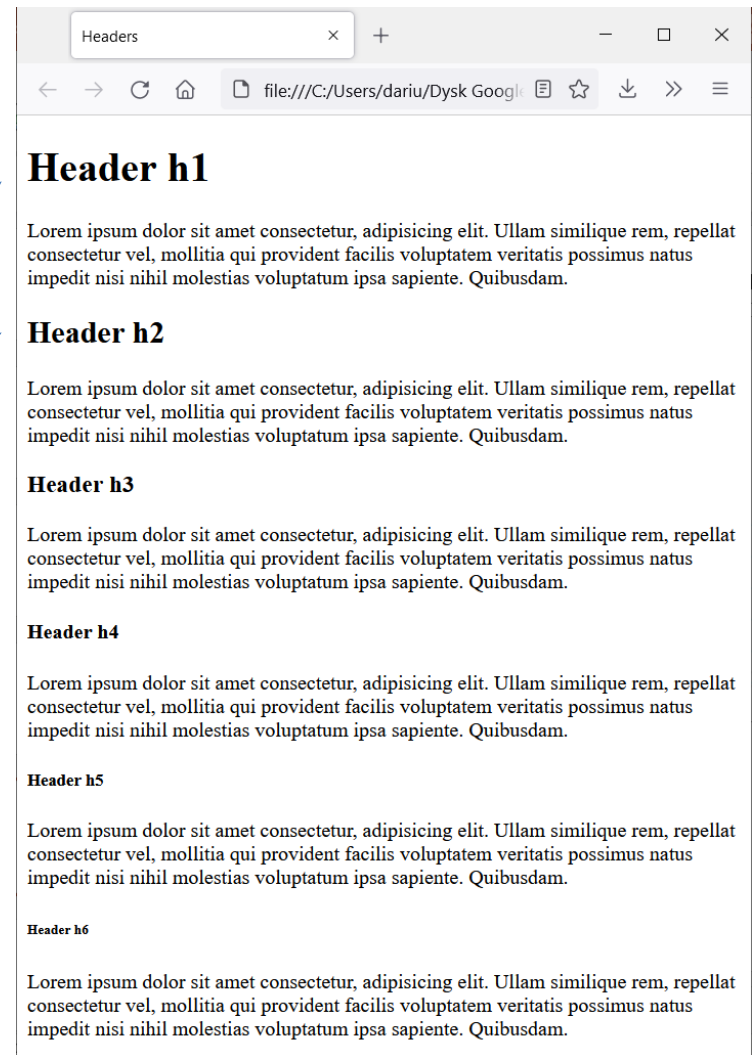 Headers
file:///C:/Users/dariu/Dysk Google
Header h1
Lorem ipsum dolor sit amet consectetur, adipisicing elit. Ullam similique rem, repellat
consectetur vel, mollitia qui provident facilis voluptatem veritatis possimus natus
impedit nisi nihil molestias voluptatum ipsa sapiente. Quibusdam.
Header h2
Lorem ipsum dolor sit amet consectetur, adipisicing elit. Ullam similique rem, repellat
consectetur vel, mollitia qui provident facilis voluptatem veritatis possimus natus
impedit nisi nihil molestias voluptatum ipsa sapiente. Quibusdam.
Header h3
Lorem ipsum dolor sit amet consectetur, adipisicing elit. Ullam similique rem, repellat
consectetur vel, mollitia qui provident facilis voluptatem veritatis possimus natus
impedit nisi nihil molestias voluptatum ipsa sapiente. Quibusdam.
Header h4
Lorem ipsum dolor sit amet consectetur, adipisicing elit. Ullam similique rem, repellat
consectetur vel, mollitia qui provident facilis voluptatem veritatis possimus natus
impedit nisi nihil molestias voluptatum ipsa sapiente. Quibusdam.
Header h5
Lorem ipsum dolor sit amet consectetur, adipisicing elit. Ullam similique rem, repellat
consectetur vel, mollitia qui provident facilis voluptatem veritatis possimus natus
impedit nisi nihil molestias voluptatum ipsa sapiente. Quibusdam.
Header h6
Lorem ipsum dolor sit amet consectetur, adipisicing elit. Ullam similique rem, repellat
consectetur vel, mollitia qui provident facilis voluptatem veritatis possimus natus
impedit nisi nihil molestias voluptatum ipsa sapiente. Quibusdam.